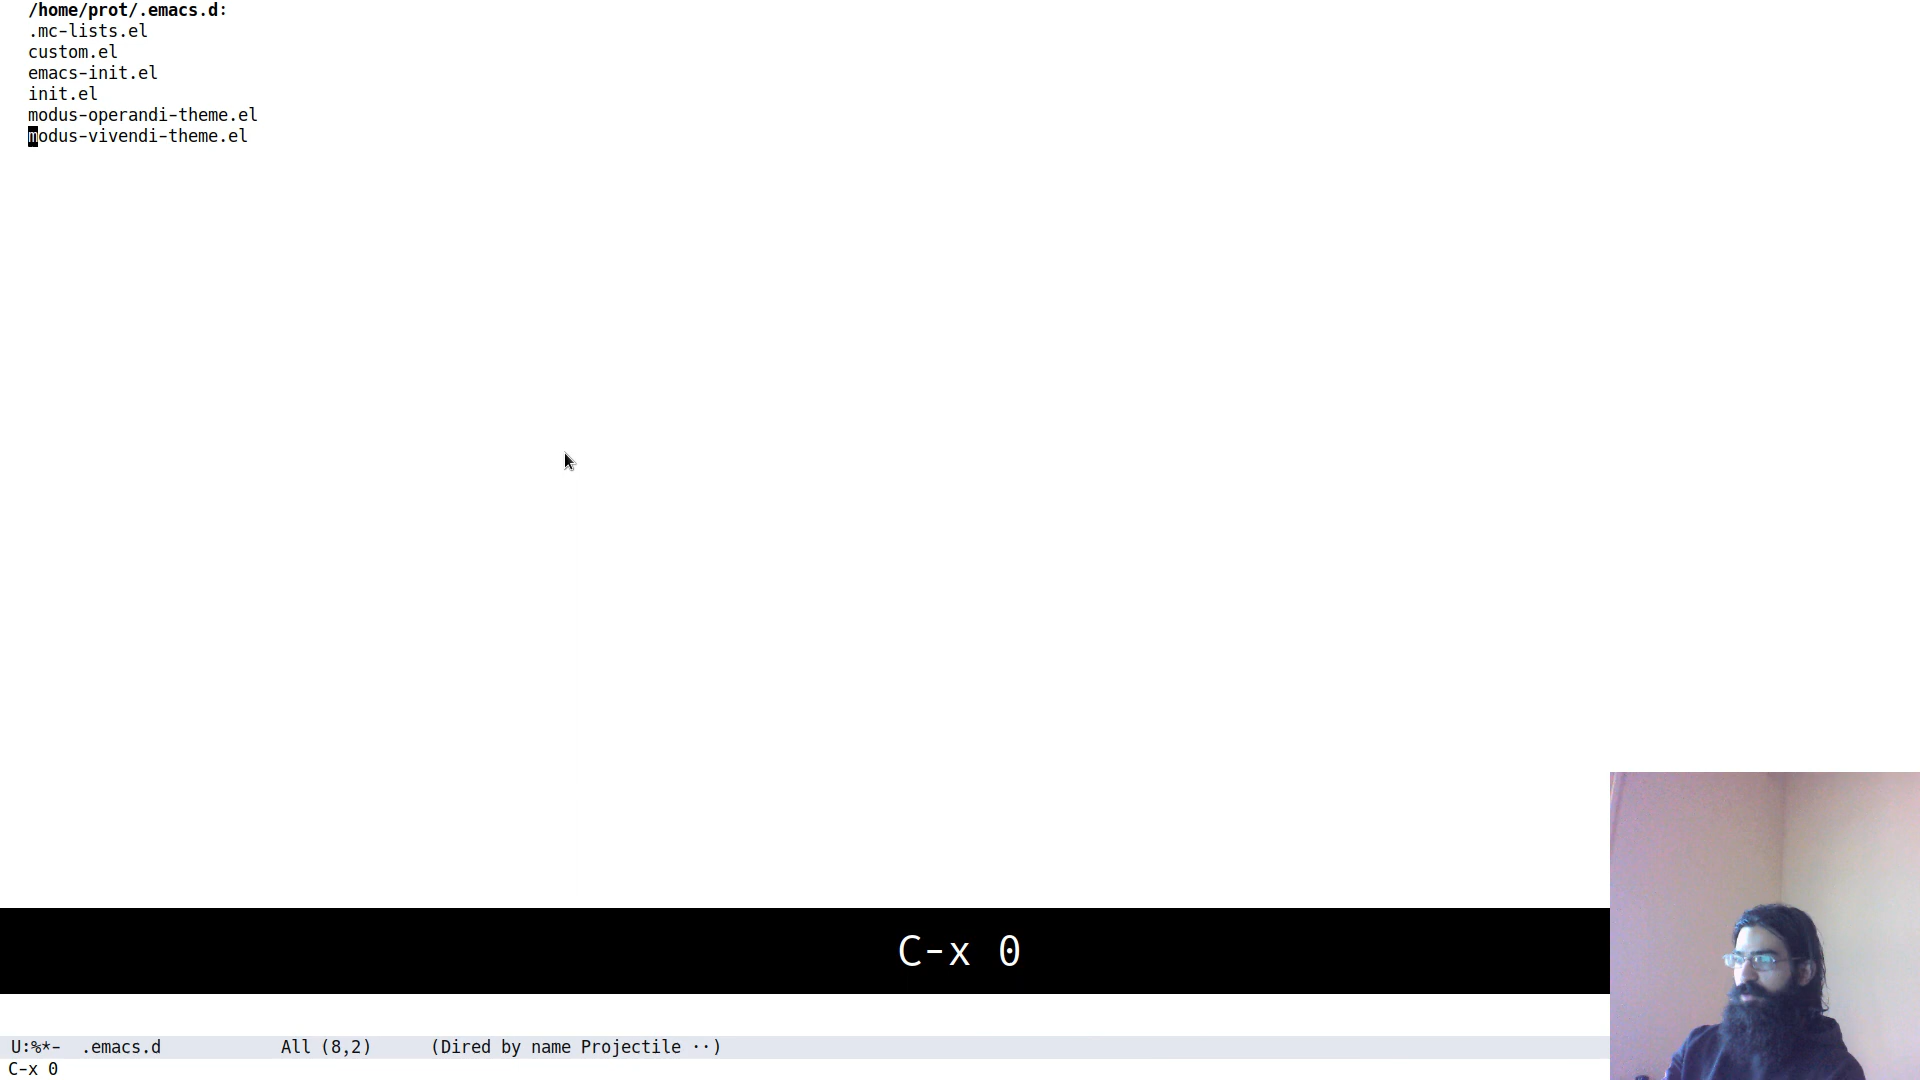 /home/prot/.emacs.d:
.mc-lists.el
custom.el
emacs-init.el
init.el
modus-operandi-theme.el
modus-vivendi-theme.el
C-x 0
U:%*-  .emacs.d            All (8,2)      (Dired by name Projectile ··)
C-x 0